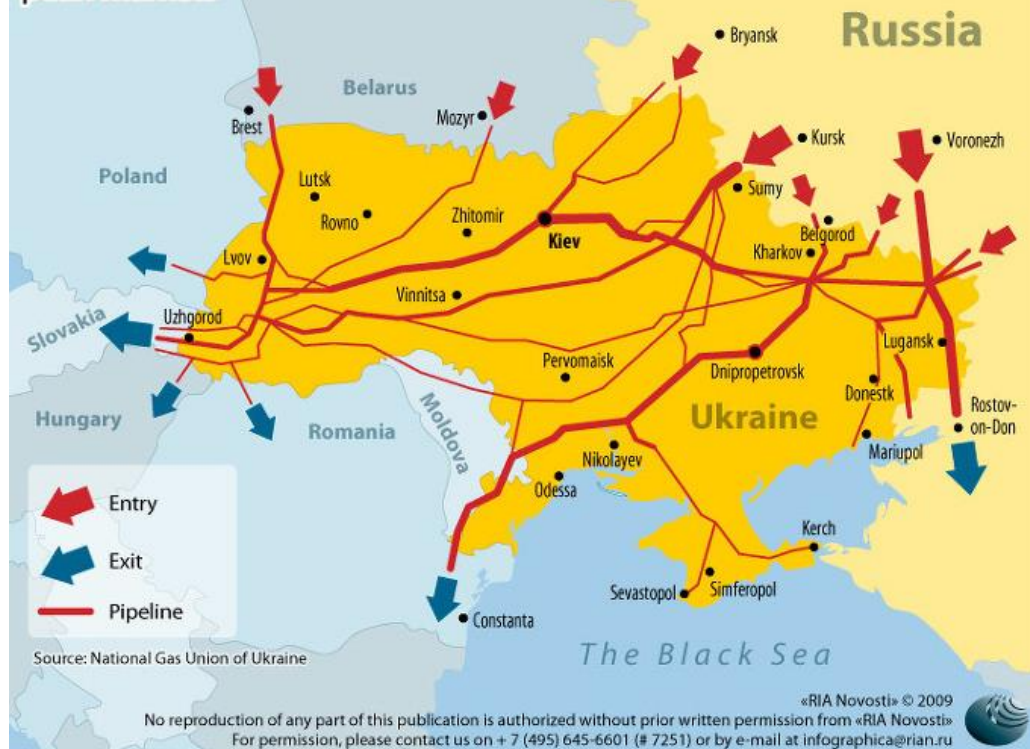 Bryansk
Russia
Belarus
Mozyr
Brest
Kursk
Voronezh
Poland
Lutsk
Sumy
Rovno
Zhitomir
Belgorod
Kiev
Kharkov
Lvov
Vinnitsa
Uzhgorod
Slovakia
Lugansk
Pervomaisk
Dnipropetrovsk
Donestk
Hungary
Moldova
Ukraine
Rostov-
on-Don
Romania
Mariupol
Nikolayev
Odessa
Entry
Kerch
Exit
Simferopol
Sevastopol
Pipeline
Constanta
The Black Sea
Source: National Gas Union of Ukraine
«RIA Novosti» © 2009
No reproduction of any part of this publication is authorized without prior written permission from «RIA Novosti»
For permission, please contact us on + 7 (495) 645-6601 (# 7251) or by e-mail at infographica@rian.ru